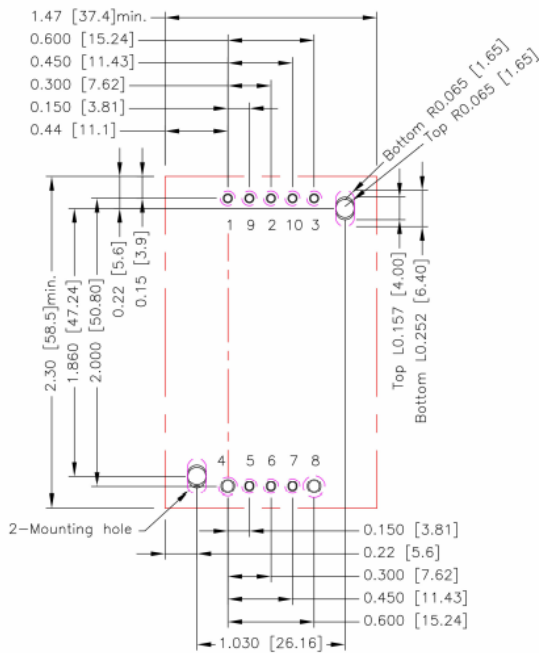 1.47 [37.4]min.
0.600 [15.24]
0.450 [11.43]
0.300 [7.62]
0.150 [3.81]
0.44 [11.1]
Bottom R0.065 [1.65]
Top R0.065 [1.65]
1 9 2 10 3
2.30 [58.5]min.
1.860 [47.24]
2.000 [50.80]
0.22 [5.6]
0.15 [3.9]
Top L0.157 [4.00]
Bottom L0.252 [6.40]
4 5 6 7 8
2-Mounting hole
0.150 [3.81]
0.22 [5.6]
0.300 [7.62]
0.450 [11.43]
0.600 [15.24]
1.030 [26.16]